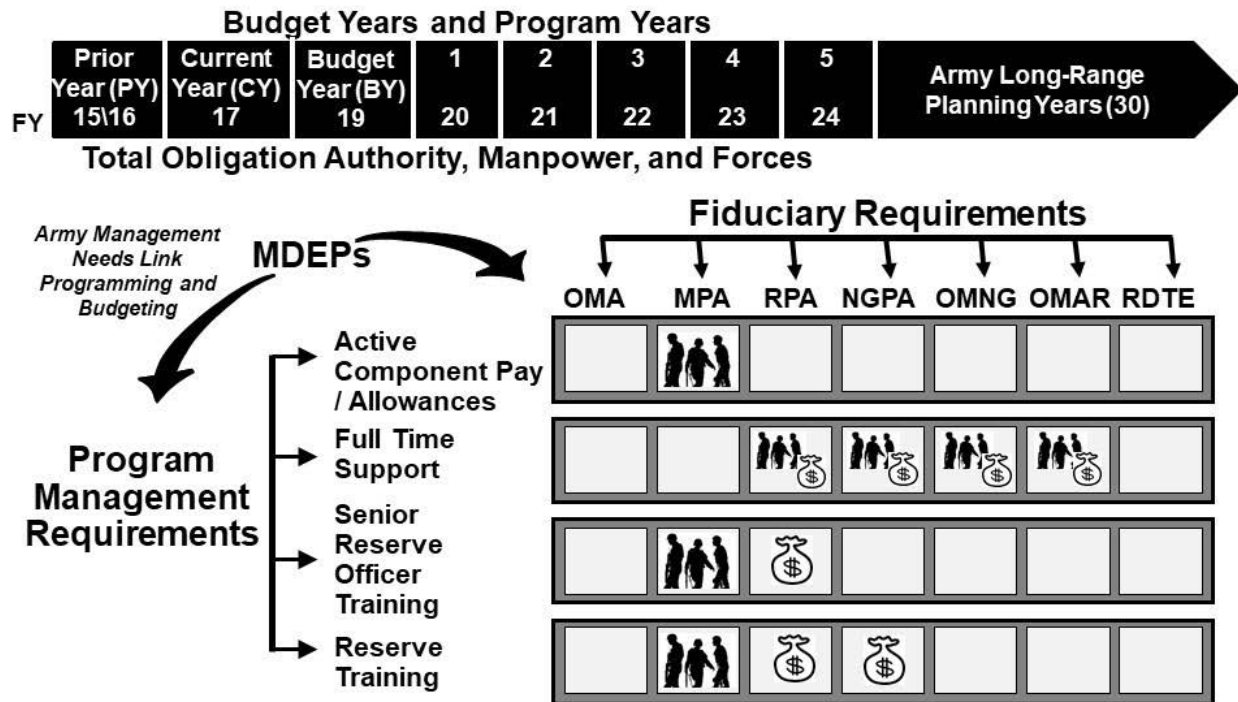 Budget Years and Program Years
Prior
Year (PY)
15\16
Current
Year (CY)
17
Budget
Year (BY)
19
1
20
2
21
3
22
4
23
5
24
Army Long-Range
Planning Years (30)
FY
Total Obligation Authority, Manpower, and Forces
Army Management
Needs Link
Programming and
Budgeting
MDEPs
Fiduciary Requirements
OMA MPA RPA NGPA OMNG OMAR RDTE
Program
Management
Requirements
Active
Component Pay
/ Allowances
Full Time
Support
$ $ $ $
Senior
Reserve
Officer
Training
$
Reserve
Training
$ $